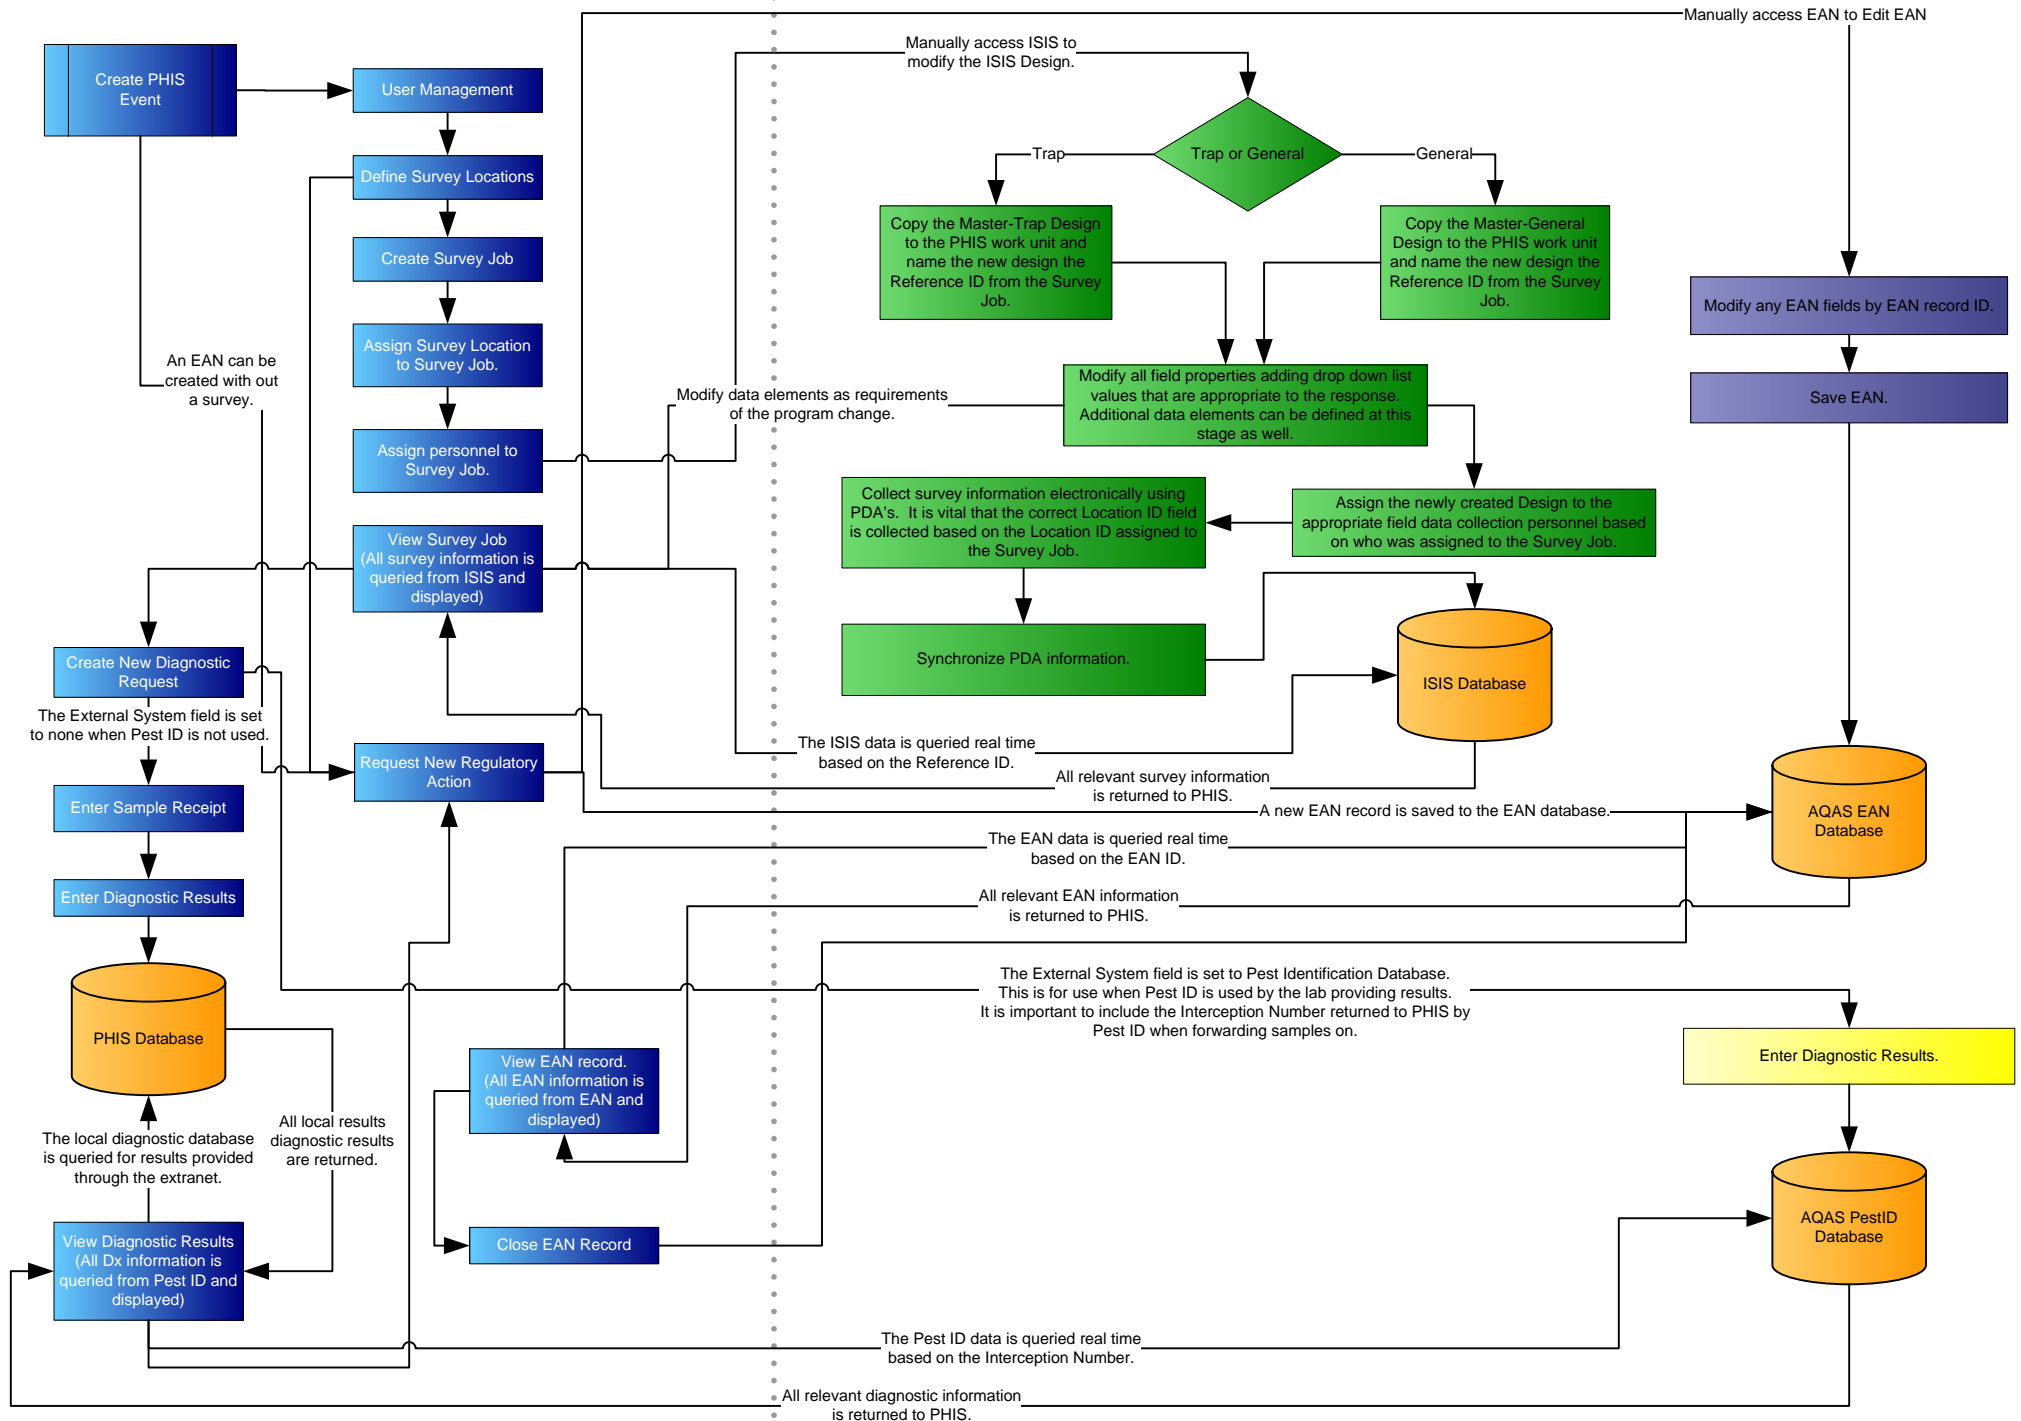 Manually access EAN to Edit EAN
Create PHIS
Event
User Management
Define Survey Locations
Create Survey Job
Assign Survey Location
to Survey Job.
Assign personnel to
Survey Job.
An EAN can be
created with out
a survey.
Manually access ISIS to
modify the ISIS Design.
Trap or General
Trap
General
Copy the Master-Trap Design
to the PHIS work unit and
name the new design the
Reference ID from the Survey
Job.
Copy the Master-General
Design to the PHIS work unit
and name the new design the
Reference ID from the Survey
Job.
Modify any EAN fields by EAN record ID.
Save EAN.
Modify data elements as requirements
of the program change.
Modify all field properties adding drop down list
values that are appropriate to the response.
Additional data elements can be defined at this
stage as well.
Collect survey information electronically using
PDA's.  It is vital that the correct Location ID field
is collected based on the Location ID assigned to
the Survey Job.
Assign the newly created Design to the
appropriate field data collection personnel based
on who was assigned to the Survey Job.
View Survey Job
(All survey information is
queried from ISIS and
displayed)
Synchronize PDA information.
ISIS Database
Create New Diagnostic
Request
The External System field is set
to none when Pest ID is not used.
Request New Regulatory
Action
The ISIS data is queried real time
based on the Reference ID.
All relevant survey information
is returned to PHIS.
A new EAN record is saved to the EAN database.
AQAS EAN
Database
Enter Sample Receipt
The EAN data is queried real time
based on the EAN ID.
Enter Diagnostic Results
All relevant EAN information
is returned to PHIS.
The External System field is set to Pest Identification Database.
This is for use when Pest ID is used by the lab providing results.
It is important to include the Interception Number returned to PHIS by
Pest ID when forwarding samples on.
PHIS Database
View EAN record.
(All EAN information is
queried from EAN and
displayed)
Enter Diagnostic Results.
The local diagnostic database
is queried for results provided
through the extranet.
All local results
diagnostic results
are returned.
View Diagnostic Results
(All Dx information is
queried from Pest ID and
displayed)
Close EAN Record
AQAS PestID
Database
The Pest ID data is queried real time
based on the Interception Number.
All relevant diagnostic information
is returned to PHIS.